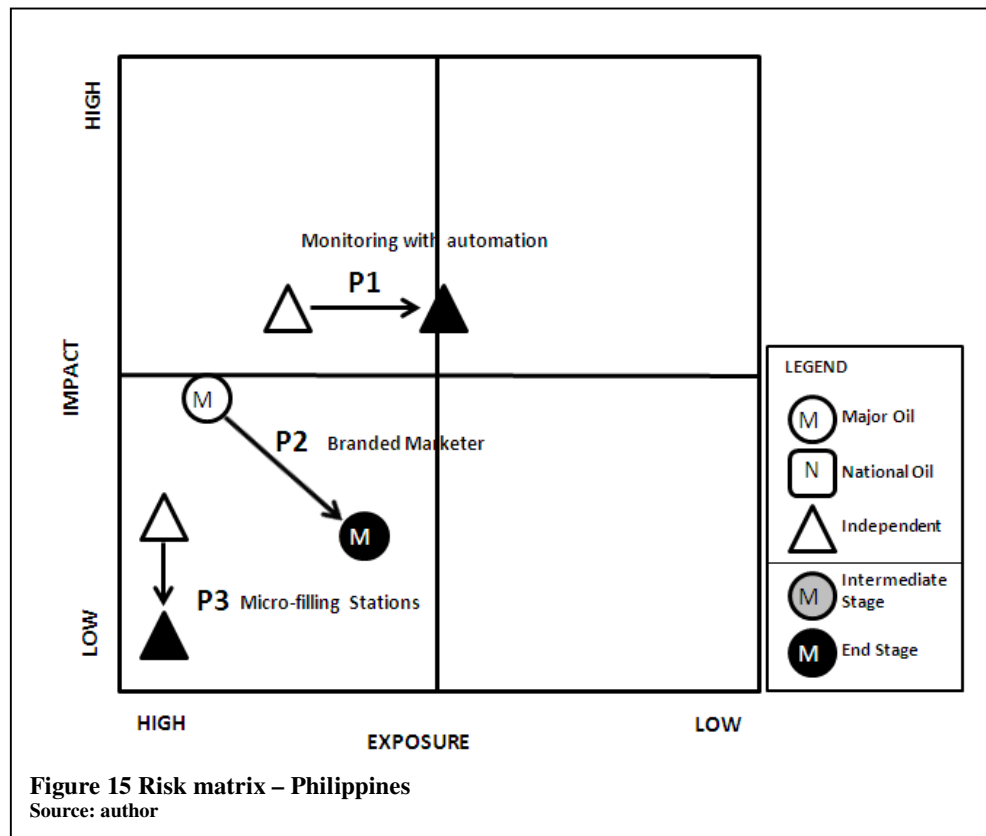 HIGH
IMPACT
LOW
Monitoring with automation
P1
M
P2 Branded Marketer
M
P3 Micro-filling Stations
HIGH
EXPOSURE
LOW
LEGEND
M Major Oil
N National Oil
Independent
M Intermediate
Stage
M End Stage
Figure 15 Risk matrix – Philippines
Source: author